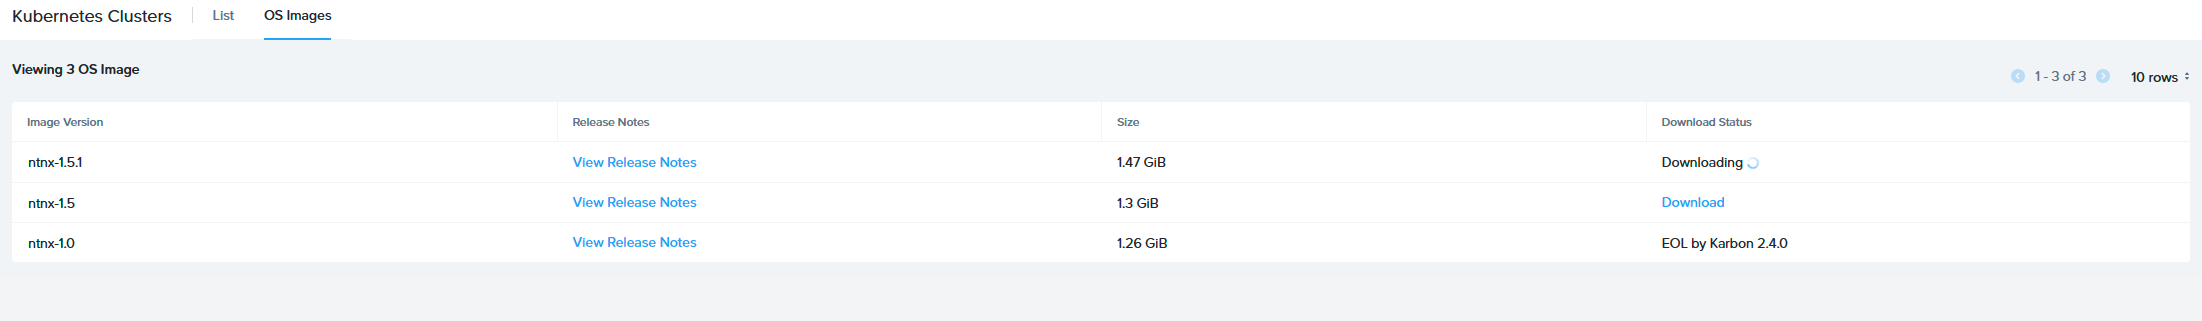 Kubernetes Clusters List OS Images
Viewing 3 OS Image
1 - 3 of 3 10 rows
Image Version Release Notes Size Download Status
ntnx-1.5.1 View Release Notes 1.47 GiB Downloading
ntnx-1.5 View Release Notes 1.3 GiB Download
ntnx-1.0 View Release Notes 1.26 GiB EOL by Karbon 2.4.0